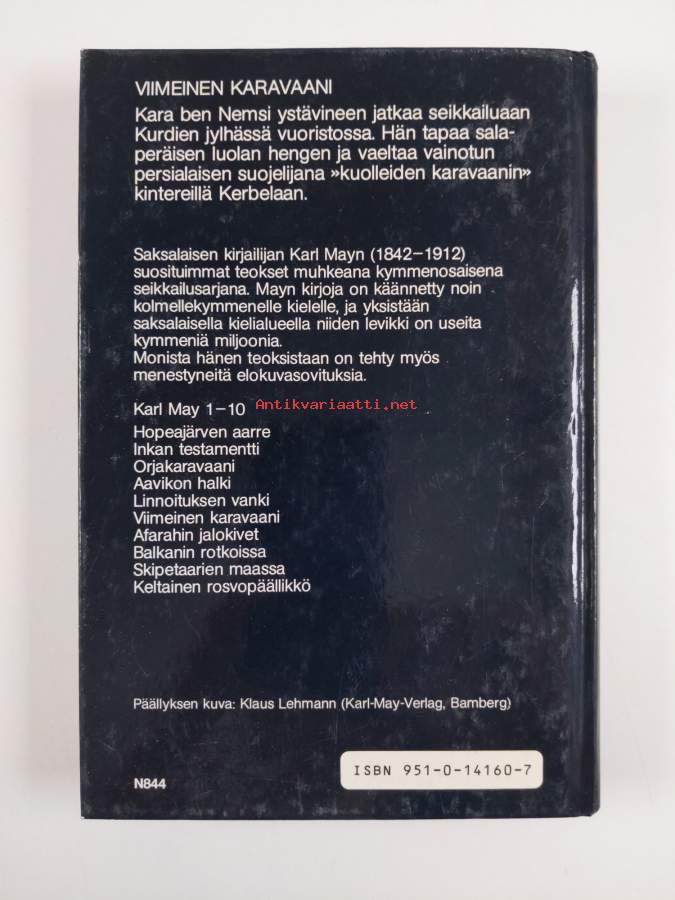 VIIMEINEN KARAVAANI
Kara ben Nemsi ystävineen jatkaa seikkailuaan
Kurdien jylhässä vuoristossa. Hän tapaa sala-
peräisen luolan hengen ja vaeltaa vainotun
persialaisen suojelijana »kuolleiden karavaanin»
kintereillä Kerbelaan.
Saksalaisen kirjailijan Karl Mayn (1842–1912)
suosituimmat teokset muhkeana kymmenosaisena
seikkailusarjana. Mayn kirjoja on käännetty noin
kolmellekymmenelle kielelle, ja yksistään
saksalaisella kielialueella niiden levikki on useita
kymmeniä miljoonia.
Monista hänen teoksistaan on tehty myös
menestyneitä elokuvasovituksia.
Karl May 1–10
Antikvariaatti.net
Hopeajärven aarre
Inkan testamentti
Orjakaravaani
Aavikon halki
Linnoituksen vanki
Viimeinen karavaani
Afarahin jalokivet
Balkanin rotkoissa
Skipetaarien maassa
Keltainen rosvopäällikkö
Päällyksen kuva: Klaus Lehmann (Karl-May-Verlag, Bamberg)
ISBN 951-0-14160-7
N844